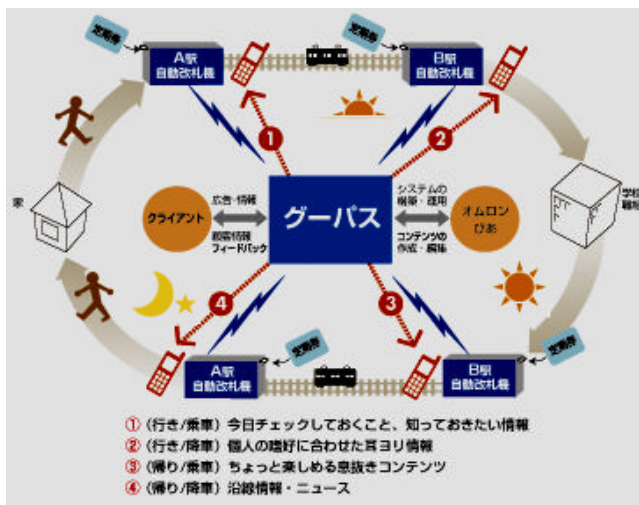 定期券
A駅
自動改札機
定期券
B駅
自動改札機
①
②
家
クライアント
広告・情報
顧客情報
フィードバック
グーパス
システムの
構築・運用
コンテンツの
作成・編集
オムロン
ぴあ
学校
職場
④
③
A駅
自動改札機
定期券
B駅
自動改札機
定期券
①（行き/乗車）今日チェックしておくこと、知っておきたい情報
②（行き/降車）個人の嗜好に合わせた耳ヨリ情報
③（帰り/乗車）ちょっと楽しめる息抜きコンテンツ
④（帰り/降車）沿線情報・ニュース